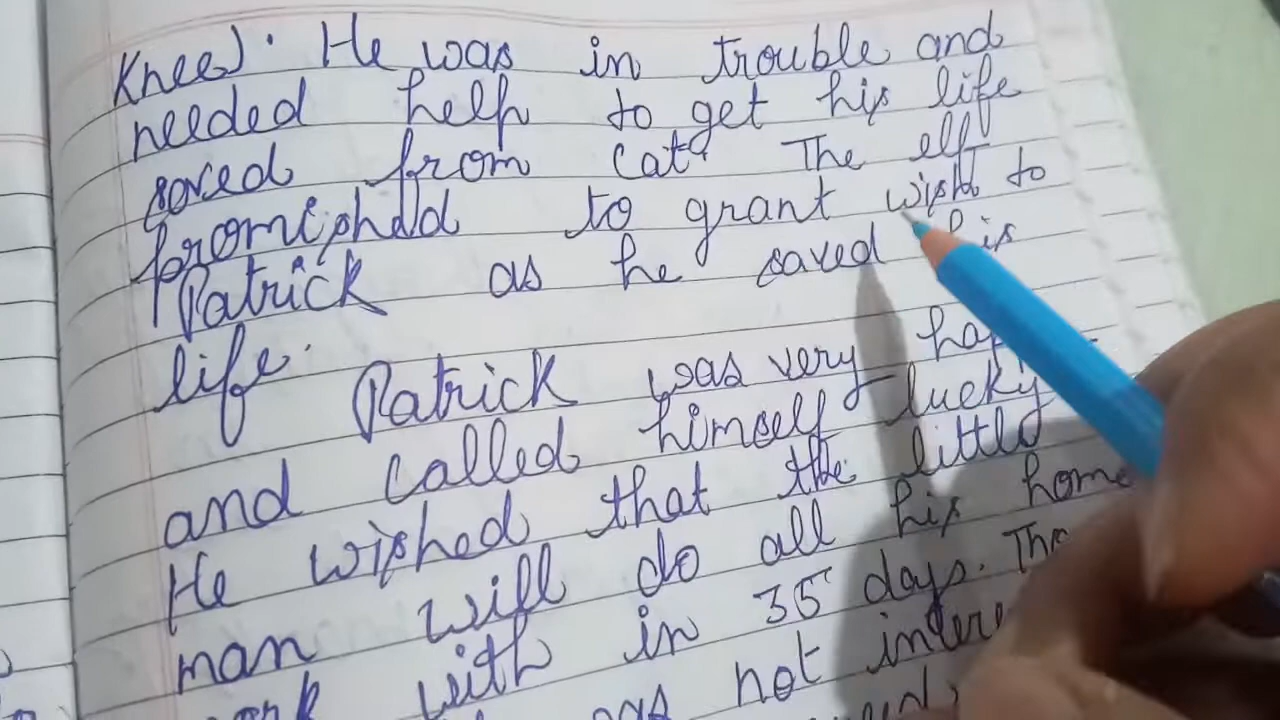 Knee). He was in trouble and
needed help to get his life
saved from cat. The elf
promishdd to grant wish to
Patrick as he saved his
life.
Patrick was very
and called himself lucky
He wished that the little
man will do all his home
with in 35 days.
not